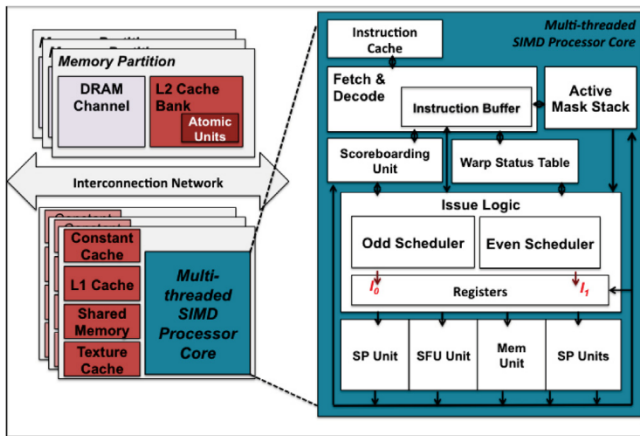 Memory Partition
DRAM
Channel
L2 Cache
Bank
Atomic
Units
Interconnection Network
Constant
Cache
L1 Cache
Shared
Memory
Texture
Cache
Multi-
threaded
SIMD
Processor
Core
Multi-threaded
SIMD Processor
Core
Instruction
Cache
Fetch &
Decode
Instruction Buffer
Active
Mask Stack
Scoreboarding
Unit
Warp Status Table
Issue Logic
Odd Scheduler
Even Scheduler
I0
I1
Registers
SP Unit
SFU Unit
Mem
Unit
SP Units